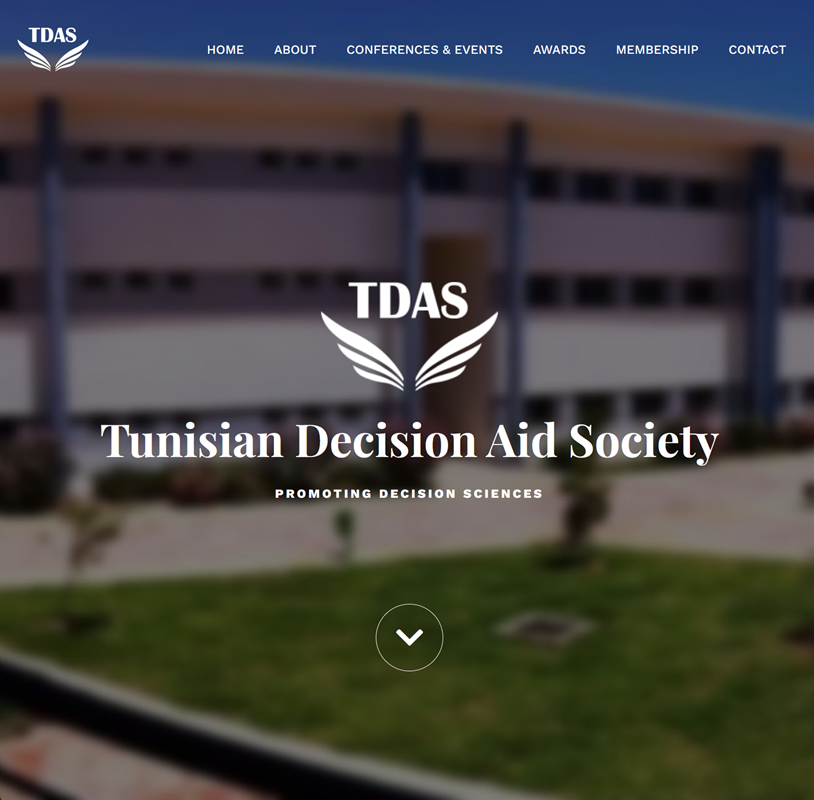 TDAS
HOME ABOUT CONFERENCES & EVENTS AWARDS MEMBERSHIP CONTACT
TDAS
Tunisian Decision Aid Society
PROMOTING DECISION SCIENCES